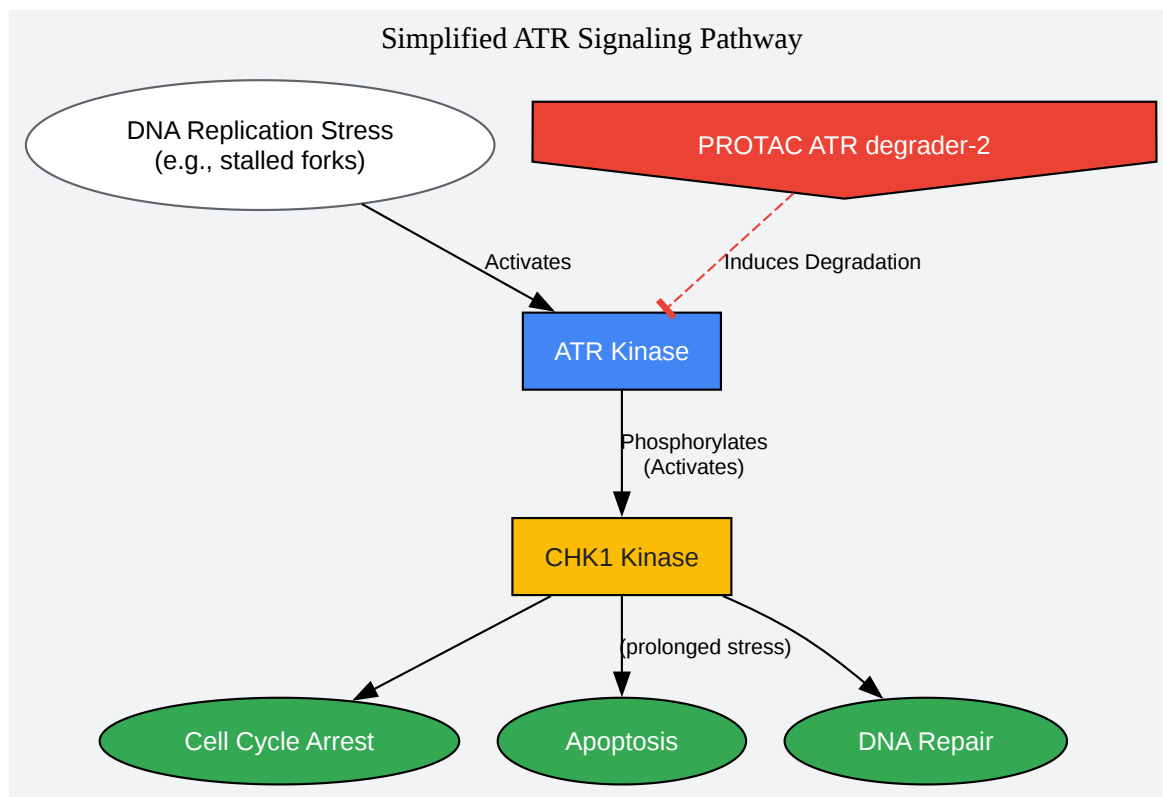 Simplified ATR Signaling Pathway
DNA Replication Stress
(e.g., stalled forks)
PROTAC ATR degrader-2
Activates
Induces Degradation
ATR Kinase
Phosphorylates
(Activates)
CHK1 Kinase
(prolonged stress)
Cell Cycle Arrest
Apoptosis
DNA Repair